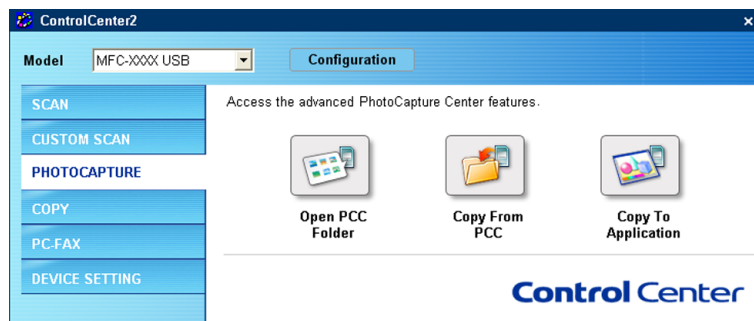 ControlCenter2
Model MFC-XXXX USB Configuration
SCAN
CUSTOM SCAN
PHOTOCAPTURE
COPY
PC-FAX
DEVICE SETTING
Access the advanced PhotoCapture Center features.
Open PCC
Folder
Copy From
PCC
Copy To
Application
Control Center